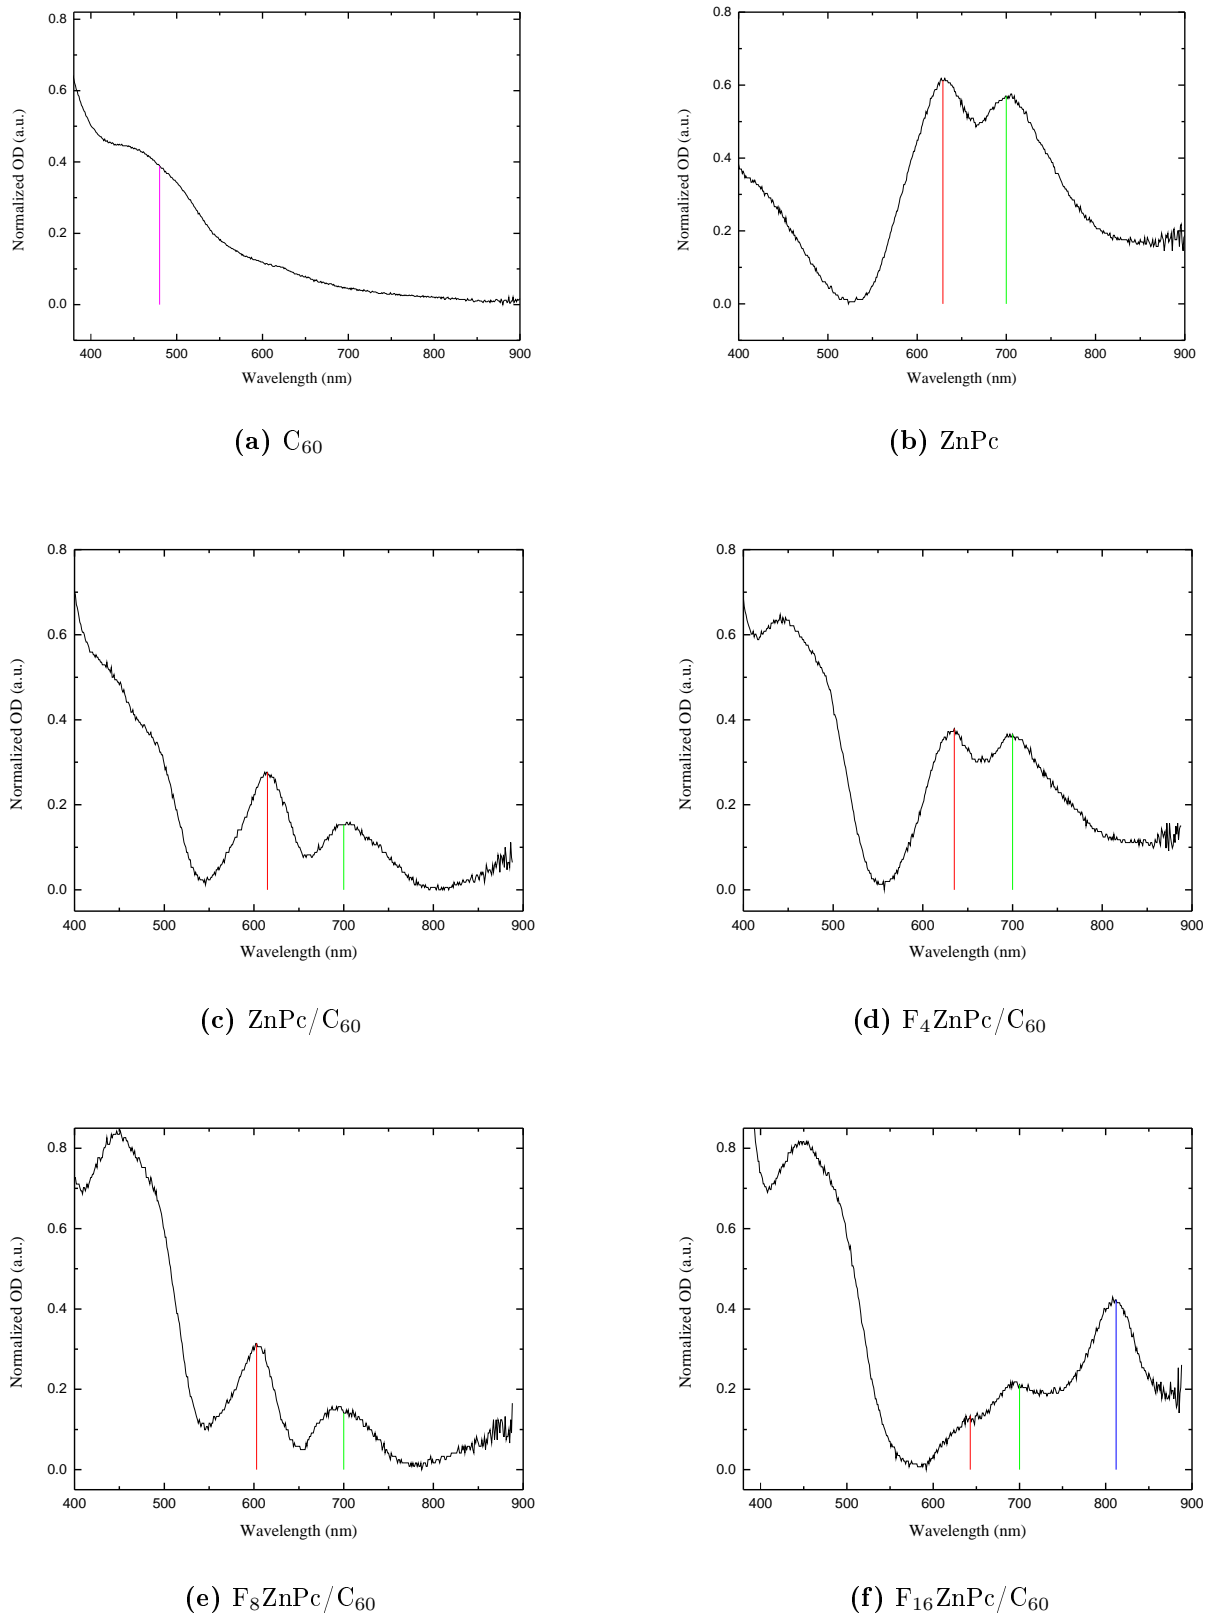 0.8
0.6
0.4
0.2
0.0
Normalized OD (a.u.)
400 500 600 700 800 900
Wavelength (nm)
(a) C₆₀
0.8
0.6
0.4
0.2
0.0
Normalized OD (a.u.)
400 500 600 700 800 900
Wavelength (nm)
(b) ZnPc
0.8
0.6
0.4
0.2
0.0
Normalized OD (a.u.)
400 500 600 700 800 900
Wavelength (nm)
(c) ZnPc/C₆₀
0.8
0.6
0.4
0.2
0.0
Normalized OD (a.u.)
400 500 600 700 800 900
Wavelength (nm)
(d) F₄ZnPc/C₆₀
0.8
0.6
0.4
0.2
0.0
Normalized OD (a.u.)
400 500 600 700 800 900
Wavelength (nm)
(e) F₈ZnPc/C₆₀
0.8
0.6
0.4
0.2
0.0
Normalized OD (a.u.)
400 500 600 700 800 900
Wavelength (nm)
(f) F₁₆ZnPc/C₆₀